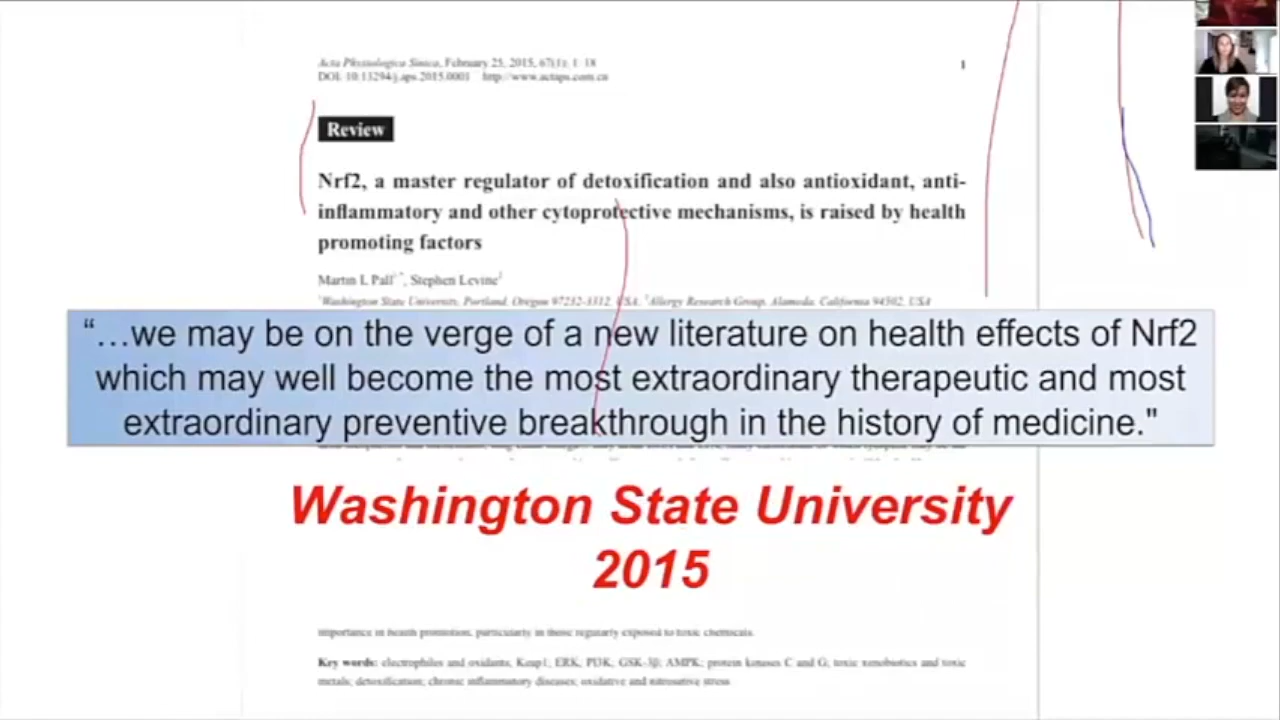 Acta Physiologica Sinica, February 25, 2015, 67(1): 1–18
1
DOI: 10.13294/j.aps.2015.0001 http://www.actaps.com.cn
Review
Nrf2, a master regulator of detoxification and also antioxidant, anti-
inflammatory and other cytoprotective mechanisms, is raised by health
promoting factors
Martin L Pall1,*, Stephen Levine2
1Washington State University, Portland, Oregon 97232-3312, USA; 2Allergy Research Group, Alameda, California 94502, USA
“…we may be on the verge of a new literature on health effects of Nrf2
which may well become the most extraordinary therapeutic and most
extraordinary preventive breakthrough in the history of medicine."
Washington State University
2015
importance in health promotion, particularly in those regularly exposed to toxic chemicals.
Key words: electrophiles and oxidants; Keap1; ERK; PDK; GSK-3β; AMPK; protein kinases C and G; toxic xenobiotics and toxic
metals; detoxification; chronic inflammatory diseases; oxidative and nitrosative stress